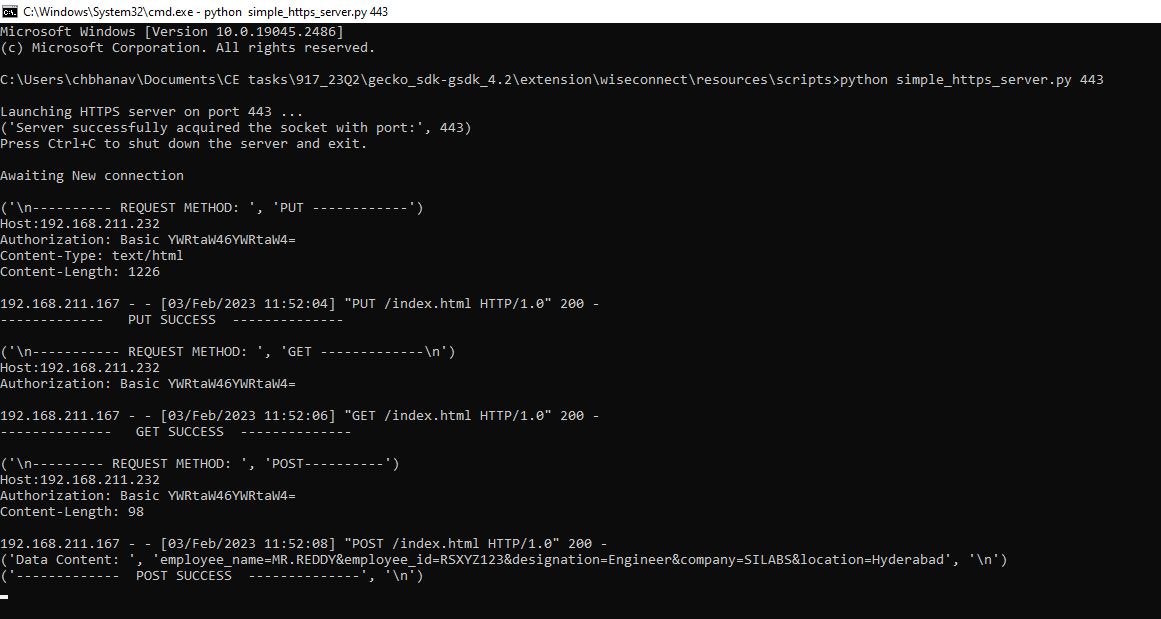 C:\Windows\System32\cmd.exe - python simple_https_server.py 443
Microsoft Windows [Version 10.0.19045.2486]
(c) Microsoft Corporation. All rights reserved.
C:\Users\chbhanav\Documents\CE tasks\917_23Q2\gecko_sdk-gsdk_4.2\extension\wiseconnect\resources\scripts>python simple_https_server.py 443
Launching HTTPS server on port 443 ...
('Server successfully acquired the socket with port:', 443)
Press Ctrl+C to shut down the server and exit.
Awaiting New connection
('\n---------- REQUEST METHOD: ', 'PUT ------------')
Host:192.168.211.232
Authorization: Basic YWRtaW46YWRtaW4=
Content-Type: text/html
Content-Length: 1226
192.168.211.167 - - [03/Feb/2023 11:52:04] "PUT /index.html HTTP/1.0" 200 -
-------------   PUT SUCCESS  --------------
('\n----------- REQUEST METHOD: ', 'GET -------------\n')
Host:192.168.211.232
Authorization: Basic YWRtaW46YWRtaW4=
192.168.211.167 - - [03/Feb/2023 11:52:06] "GET /index.html HTTP/1.0" 200 -
--------------   GET SUCCESS  --------------
('\n--------- REQUEST METHOD: ', 'POST----------')
Host:192.168.211.232
Authorization: Basic YWRtaW46YWRtaW4=
Content-Length: 98
192.168.211.167 - - [03/Feb/2023 11:52:08] "POST /index.html HTTP/1.0" 200 -
('Data Content: ', 'employee_name=MR.REDDY&employee_id=RSXYZ123&designation=Engineer&company=SILABS&location=Hyderabad', '\n')
('-------------  POST SUCCESS  --------------', '\n')